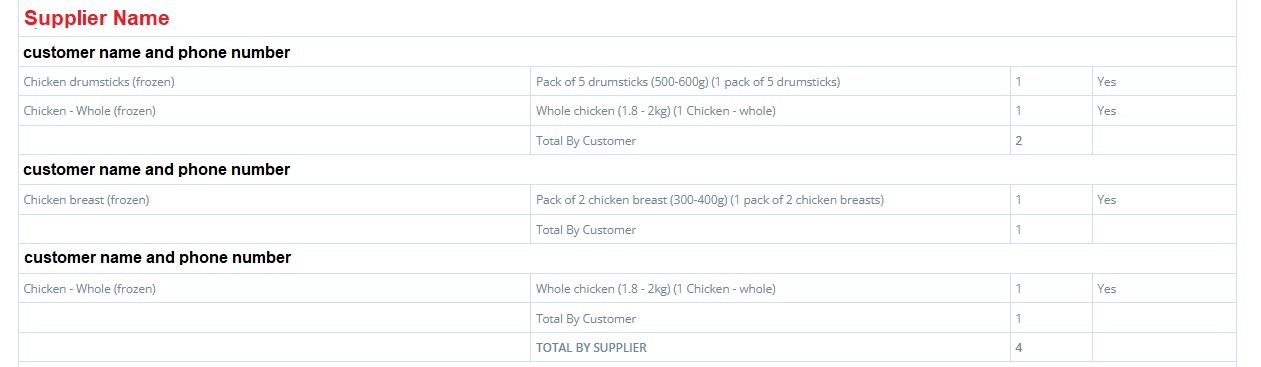 Supplier Name
customer name and phone number
Chicken drumsticks (frozen) Pack of 5 drumsticks (500-600g) (1 pack of 5 drumsticks) 1 Yes
Chicken - Whole (frozen) Whole chicken (1.8 - 2kg) (1 Chicken - whole) 1 Yes
Total By Customer 2
customer name and phone number
Chicken breast (frozen) Pack of 2 chicken breast (300-400g) (1 pack of 2 chicken breasts) 1 Yes
Total By Customer 1
customer name and phone number
Chicken - Whole (frozen) Whole chicken (1.8 - 2kg) (1 Chicken - whole) 1 Yes
Total By Customer 1
TOTAL BY SUPPLIER 4